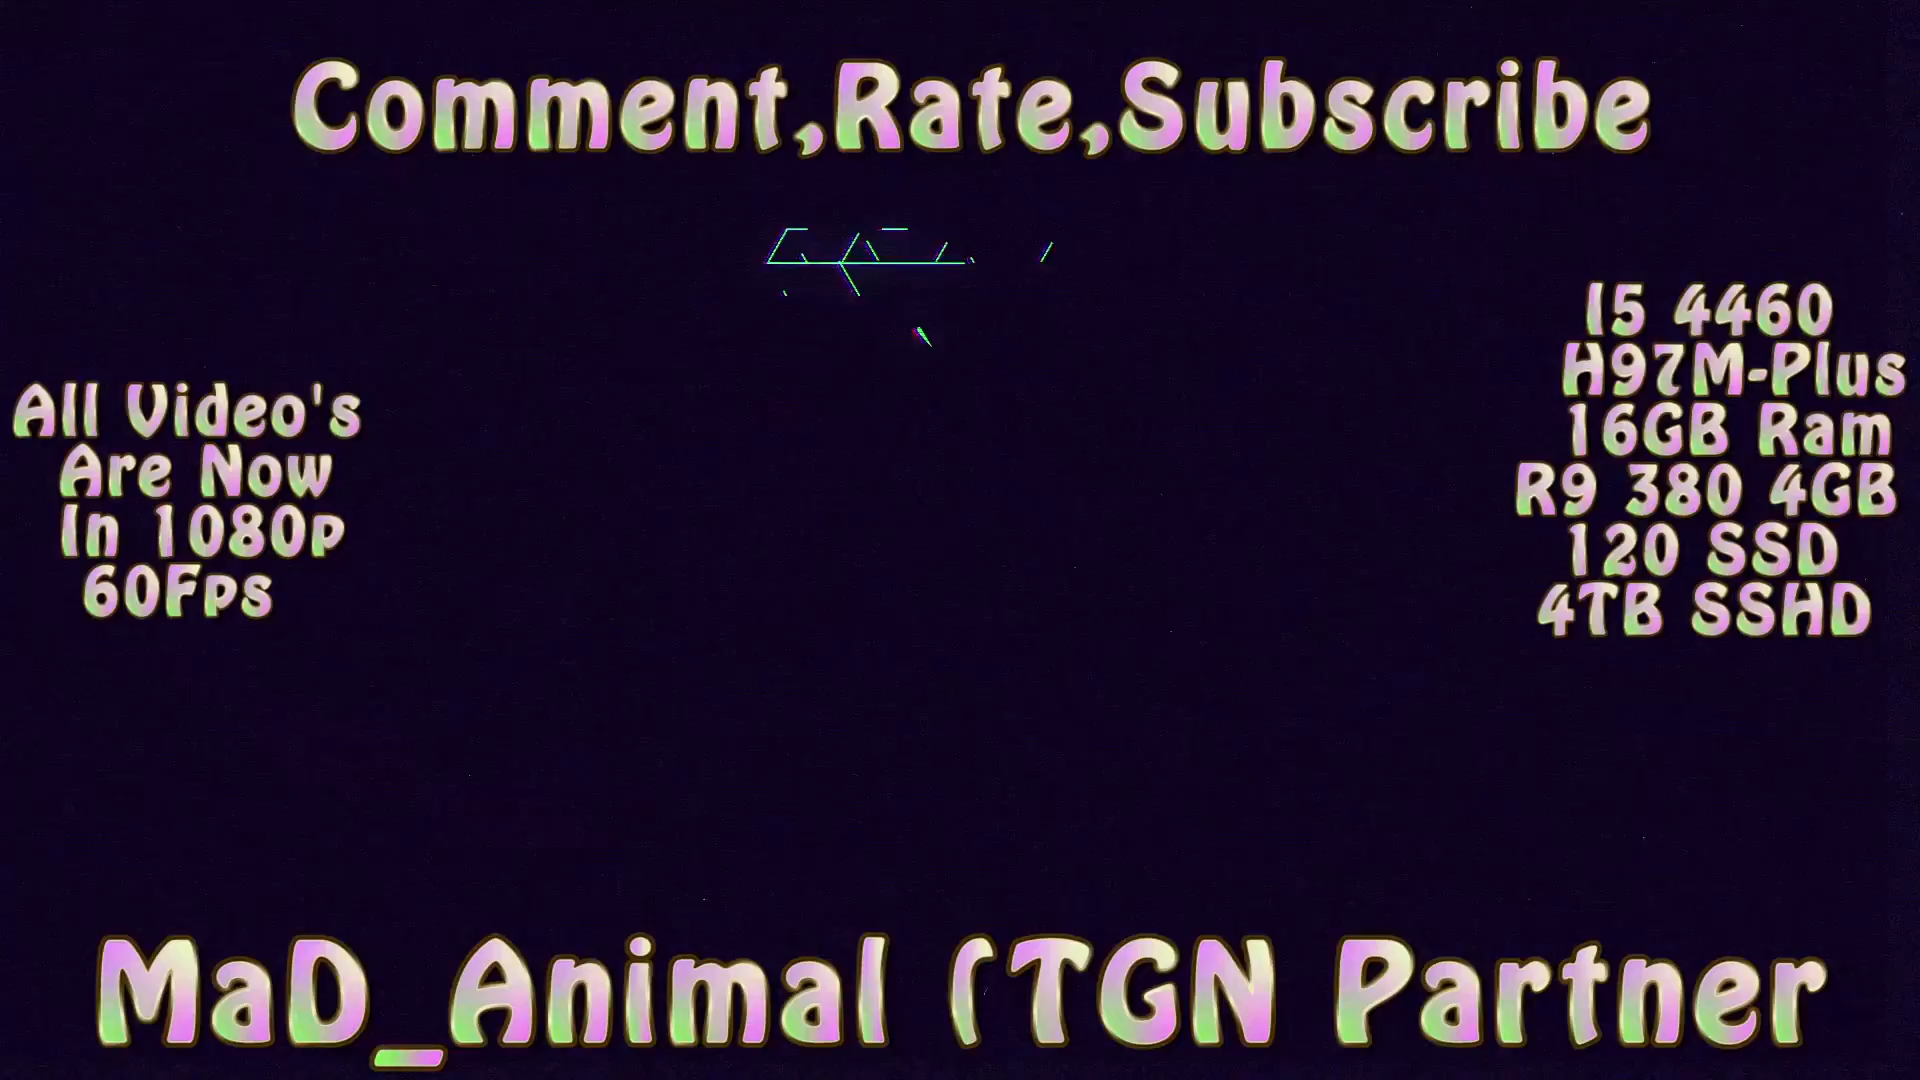 Comment,Rate,Subscribe
All Video's
Are Now
In 1080p
60Fps
I5 4460
H97M-Plus
16GB Ram
R9 380 4GB
120 SSD
4TB SSHD
MaD_Animal (TGN Partner